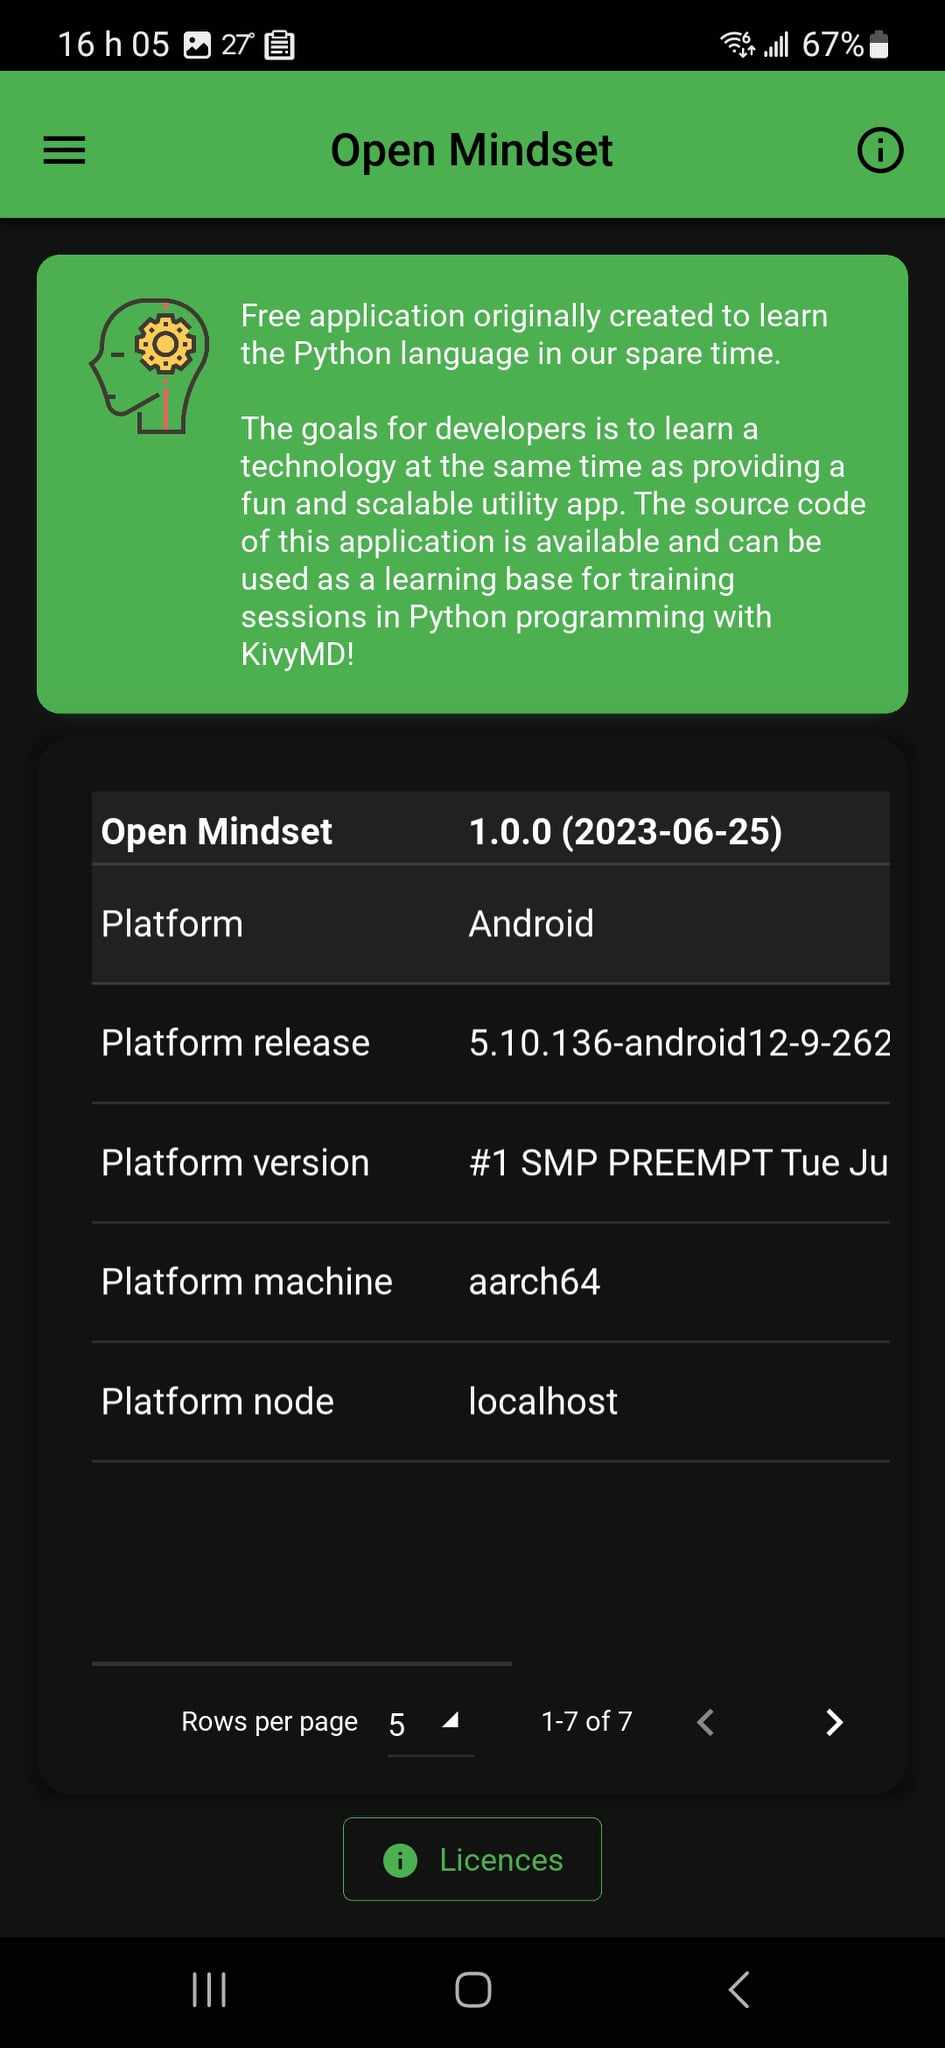 16 h 05 27° 67%
Open Mindset
Free application originally created to learn
the Python language in our spare time.
The goals for developers is to learn a
technology at the same time as providing a
fun and scalable utility app. The source code
of this application is available and can be
used as a learning base for training
sessions in Python programming with
KivyMD!
Open Mindset 1.0.0 (2023-06-25)
Platform Android
Platform release 5.10.136-android12-9-262
Platform version #1 SMP PREEMPT Tue Ju
Platform machine aarch64
Platform node localhost
Rows per page 5 1-7 of 7
Licences